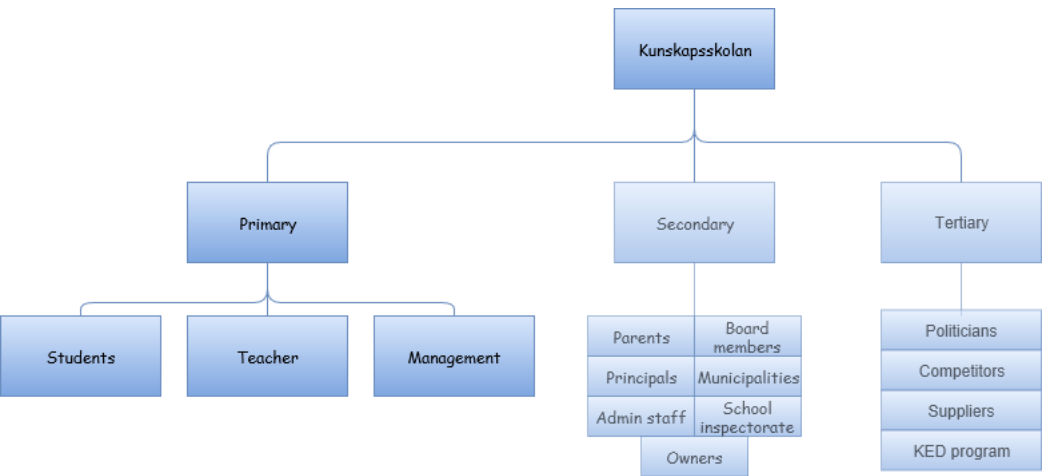 Kunskapsskolan
Primary
Secondary
Tertiary
Students
Teacher
Management
Parents
Board
members
Principals
Municipalities
Admin staff
School
inspectorate
Owners
Politicians
Competitors
Suppliers
KED program